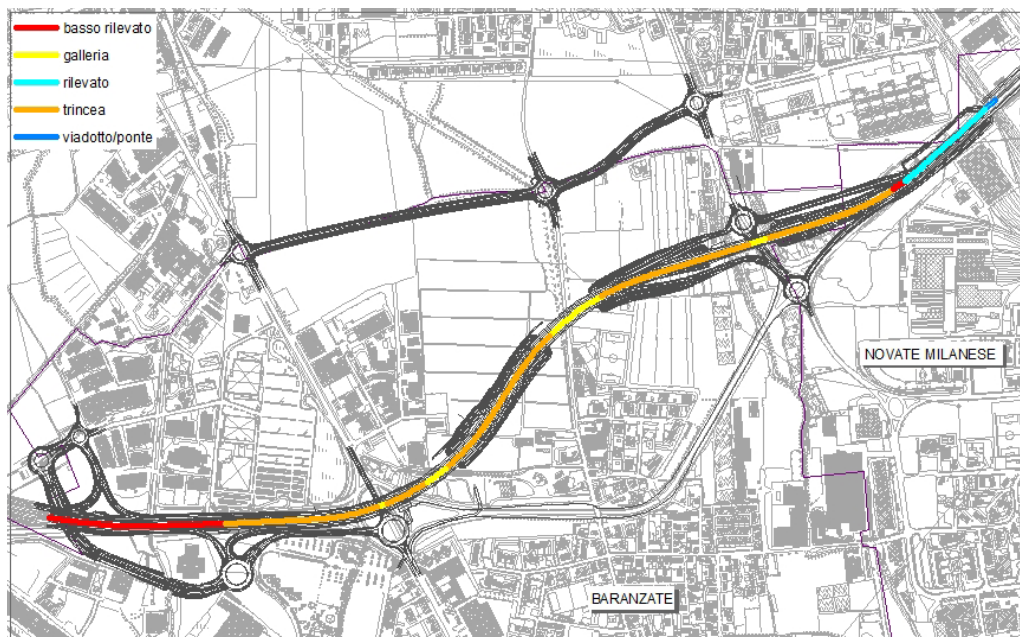 basso rilevato
galleria
rilevato
trincea
viadotto/ponte
NOVATE MILANESE
BARANZATE